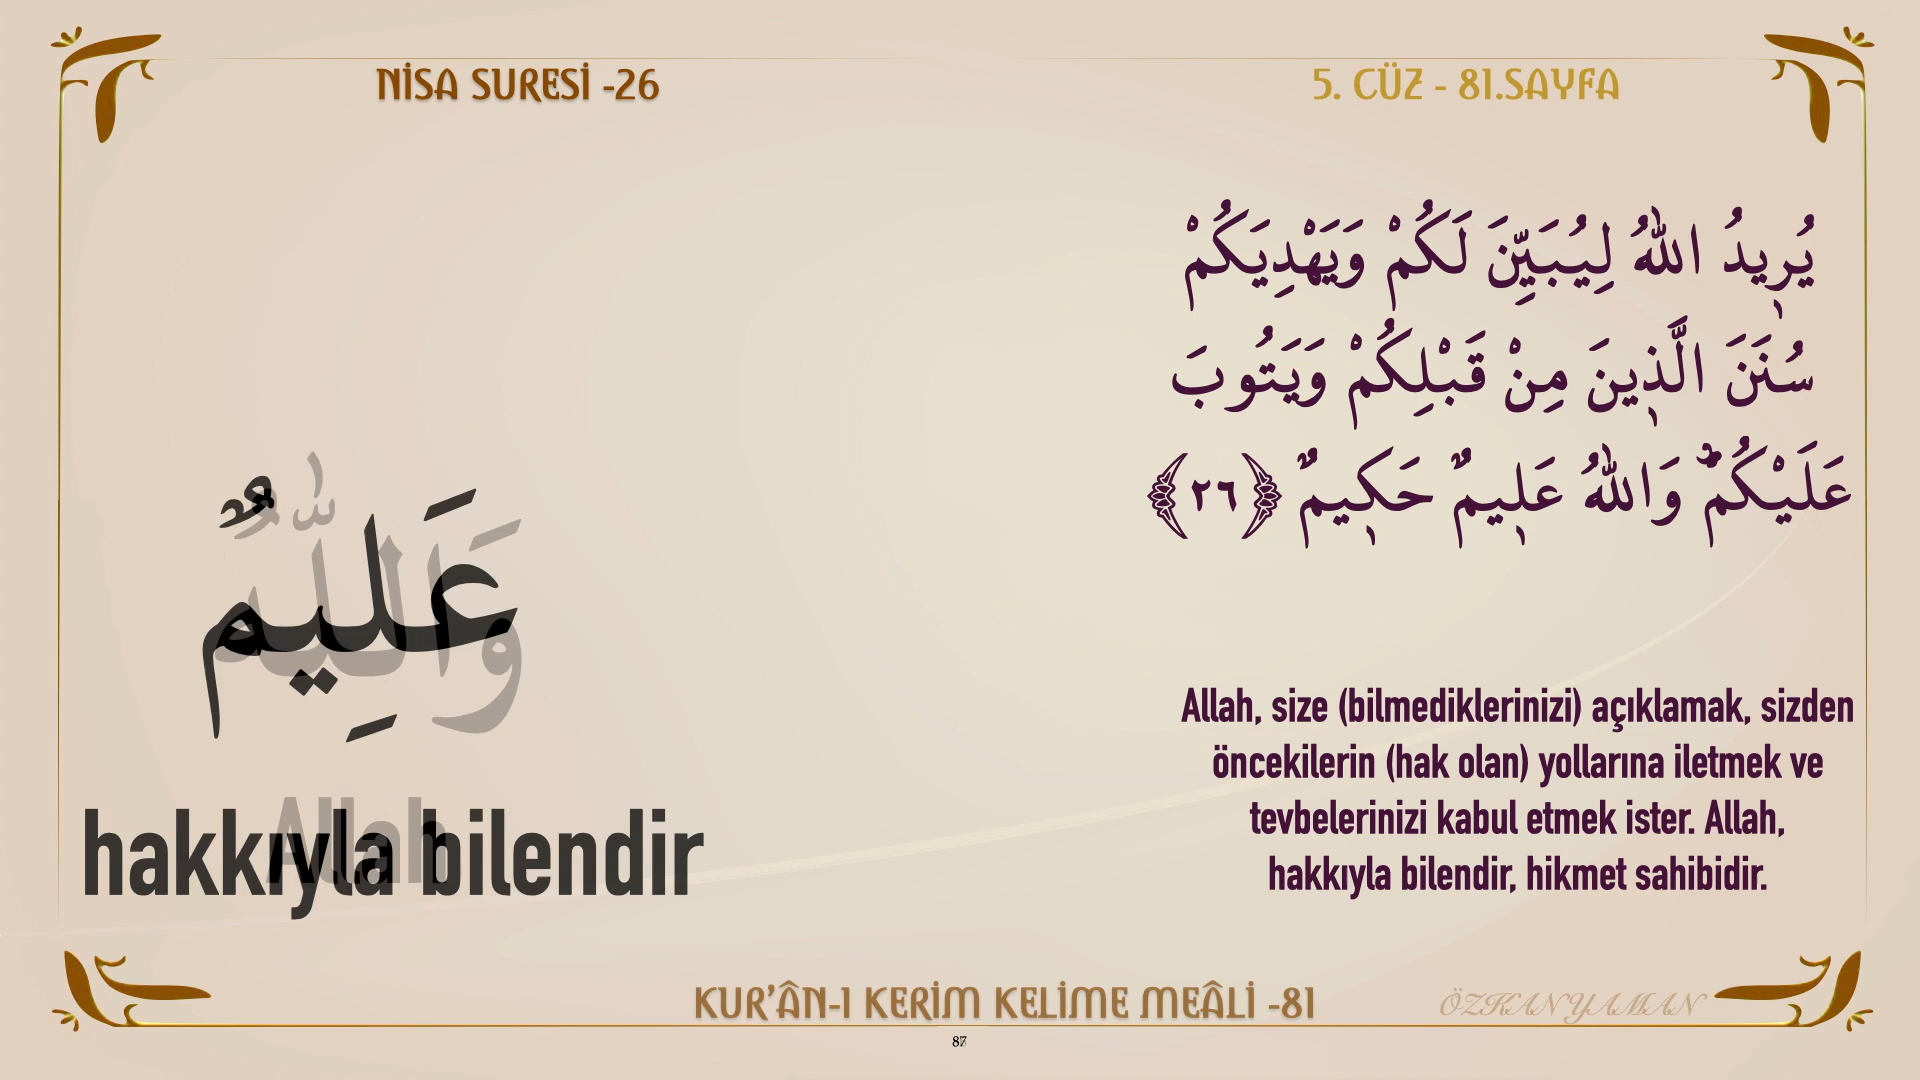 NİSA SURESİ -26
5. CÜZ - 81.SAYFA
يُرٖيدُ اللّٰهُ لِيُبَيِّنَ لَكُمْ وَيَهْدِيَكُمْ
سُنَنَ الَّذٖينَ مِنْ قَبْلِكُمْ وَيَتُوبَ
عَلَيْكُمْؕ وَاللّٰهُ عَلٖيمٌ حَكٖيمٌ ﴿٢٦﴾
وَاللّٰهُ
عَلِيمٌ
Allah
hakkıyla bilendir
Allah, size (bilmediklerinizi) açıklamak, sizden
öncekilerin (hak olan) yollarına iletmek ve
tevbelerinizi kabul etmek ister. Allah,
hakkıyla bilendir, hikmet sahibidir.
KUR’ÂN-I KERİM KELİME MEÂLİ -81
ÖZKAN YAMAN